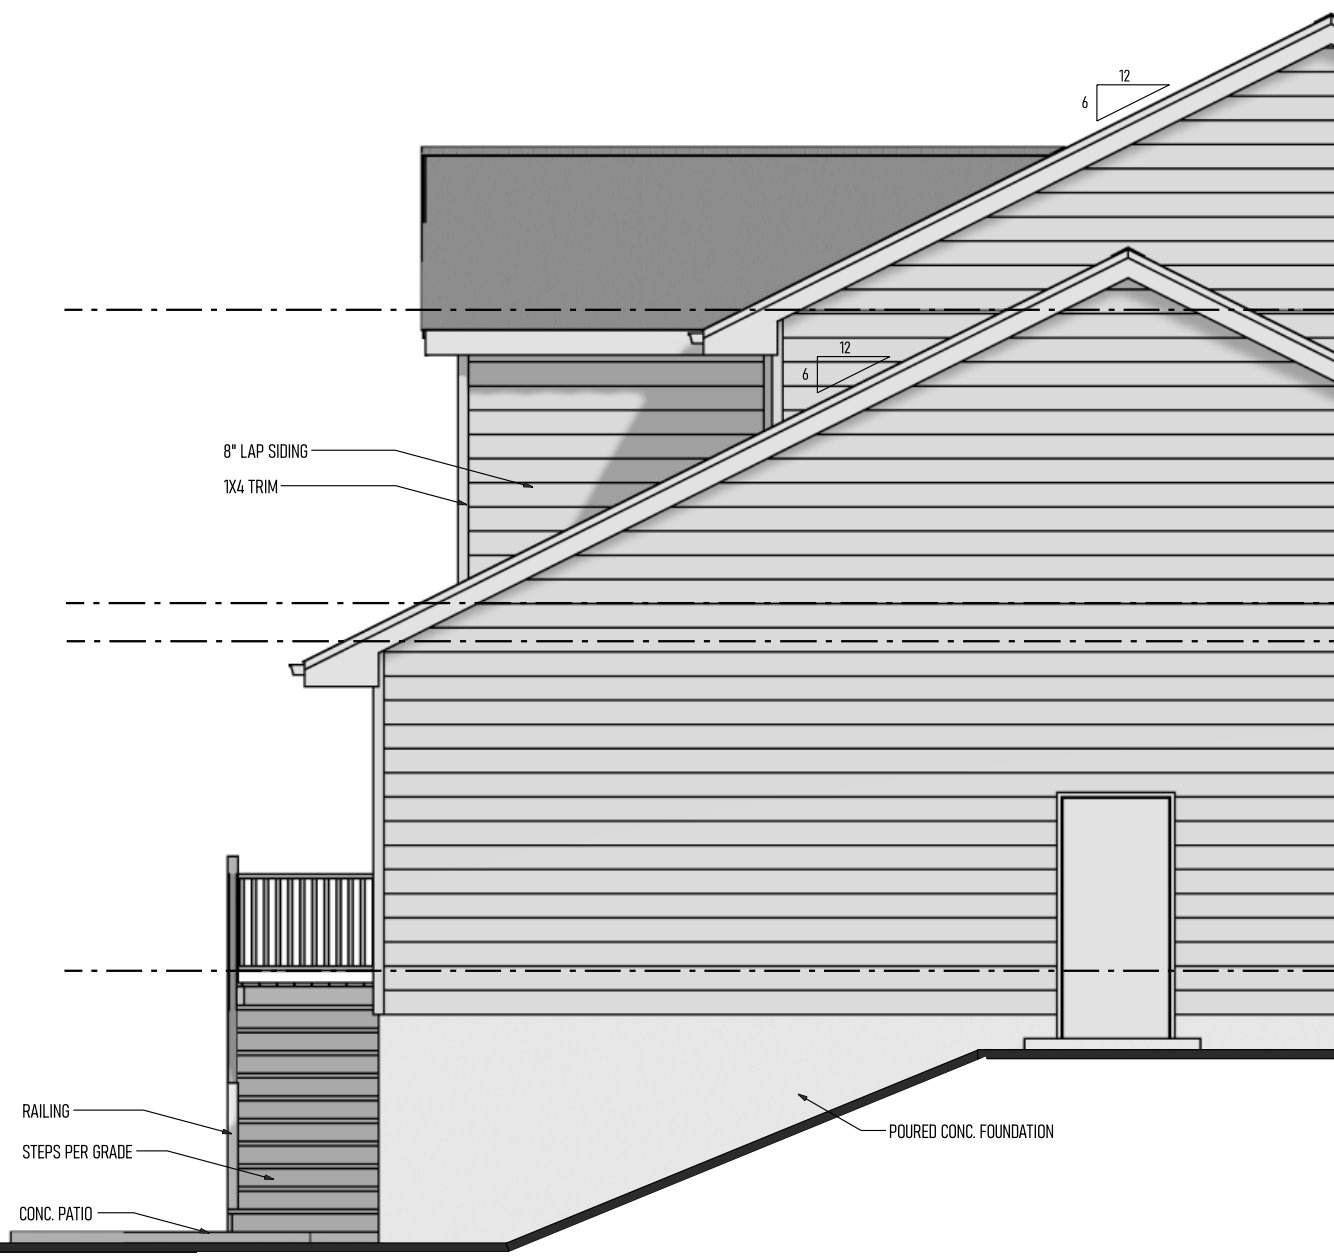 12
6
12
6
8" LAP SIDING
1X4 TRIM
RAILING
POURED CONC. FOUNDATION
STEPS PER GRADE
CONC. PATIO